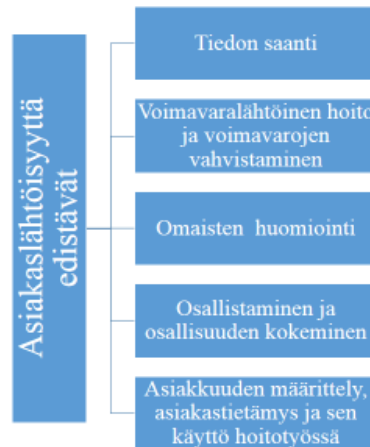 Asiakaslähtöisyyttä
edistävät
Tiedon saanti
Voimavaralähtöinen hoito
ja voimavarojen
vahvistaminen
Omaisten huomiointi
Osallistaminen ja
osallisuuden kokeminen
Asiakkuuden määrittely,
asiakastietämys ja sen
käyttö hoitotyössä